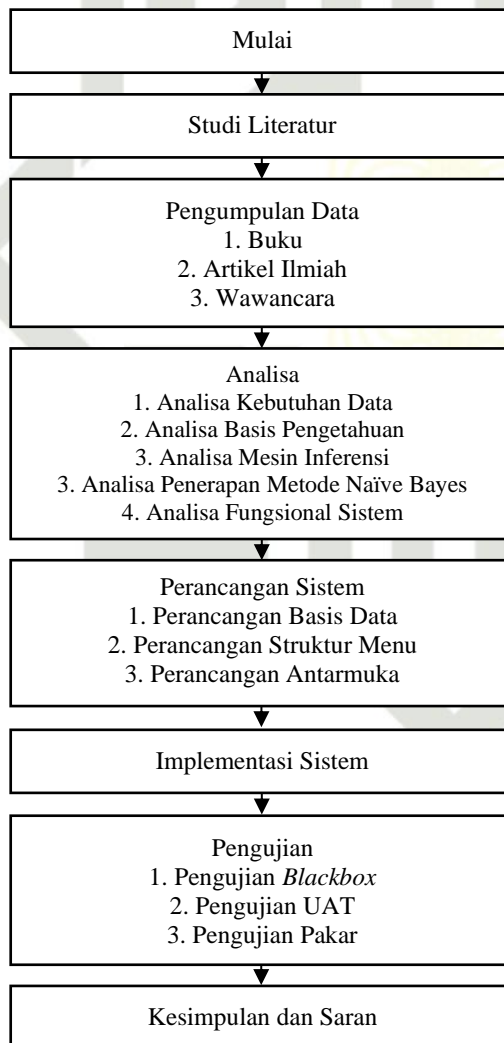 Mulai
Studi Literatur
Pengumpulan Data
1. Buku
2. Artikel Ilmiah
3. Wawancara
Analisa
1. Analisa Kebutuhan Data
2. Analisa Basis Pengetahuan
3. Analisa Mesin Inferensi
3. Analisa Penerapan Metode Naïve Bayes
4. Analisa Fungsional Sistem
Perancangan Sistem
1. Perancangan Basis Data
2. Perancangan Struktur Menu
3. Perancangan Antarmuka
Implementasi Sistem
Pengujian
1. Pengujian Blackbox
2. Pengujian UAT
3. Pengujian Pakar
Kesimpulan dan Saran